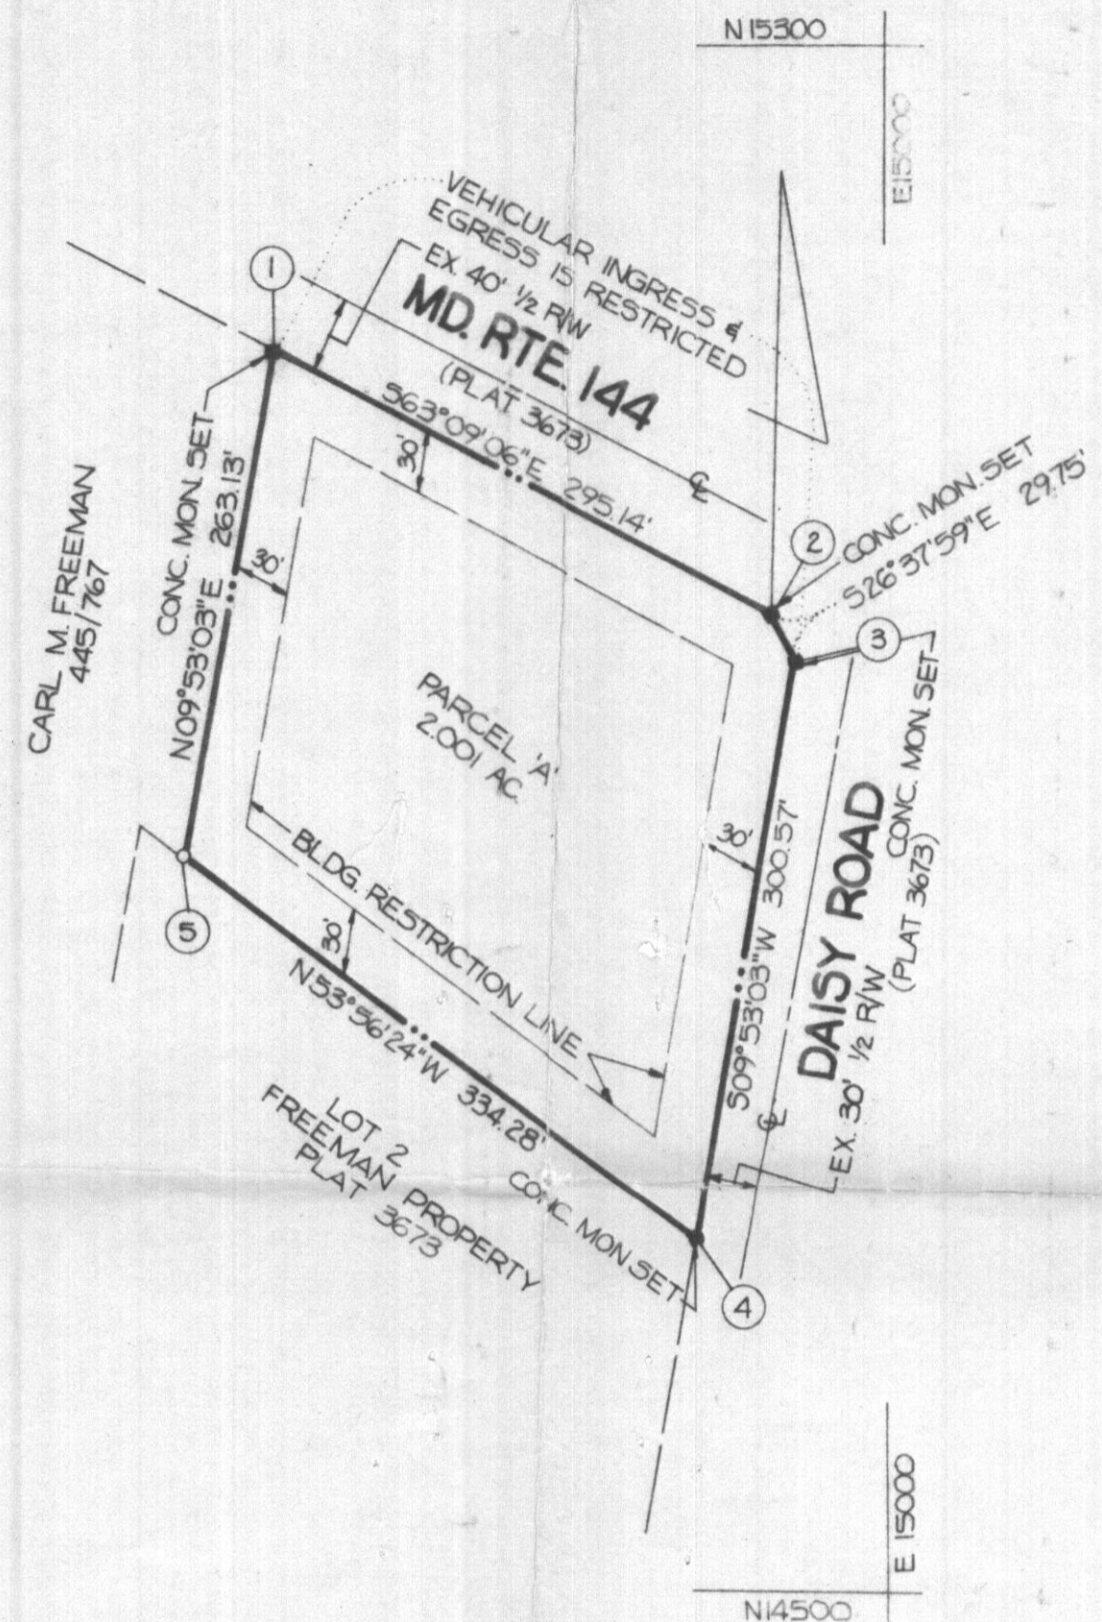 N 15300
E15000
VEHICULAR INGRESS &
EGRESS IS RESTRICTED
EX. 40' 1/2 R/W
MD. RTE. 144
(PLAT 3673)
1
S63°09'06"E 295.14'
30'
℄
2
CONC. MON. SET
S26°37'59"E 29.75'
3
CONC. MON. SET
CONC. MON. SET
N09°53'03"E 263.13'
30'
CARL M. FREEMAN
445/767
PARCEL 'A'
2.001 AC.
30'
S09°53'03"W 300.57'
DAISY ROAD
(PLAT 3673)
EX. 30' 1/2 R/W
℄
BLDG. RESTRICTION LINE
30'
5
N53°56'24"W 334.28'
LOT 2
FREEMAN PROPERTY
PLAT 3673
CONC. MON. SET
4
E 15000
N14500